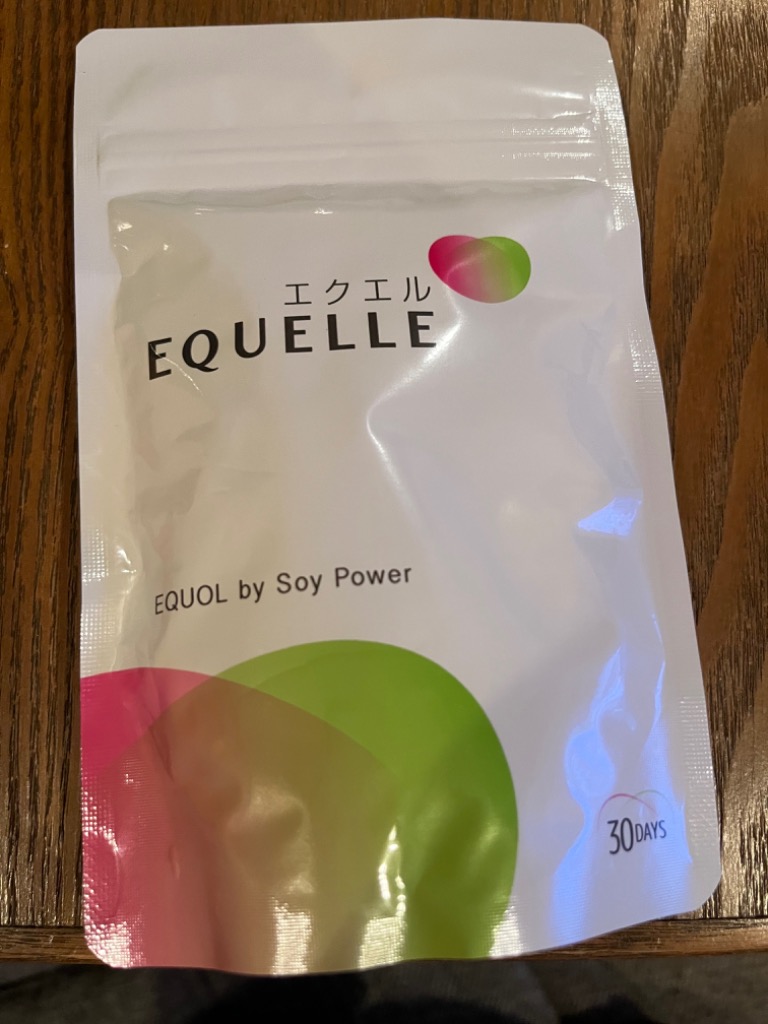 エクエル
EQUELLE
EQUOL by Soy Power
30DAYS